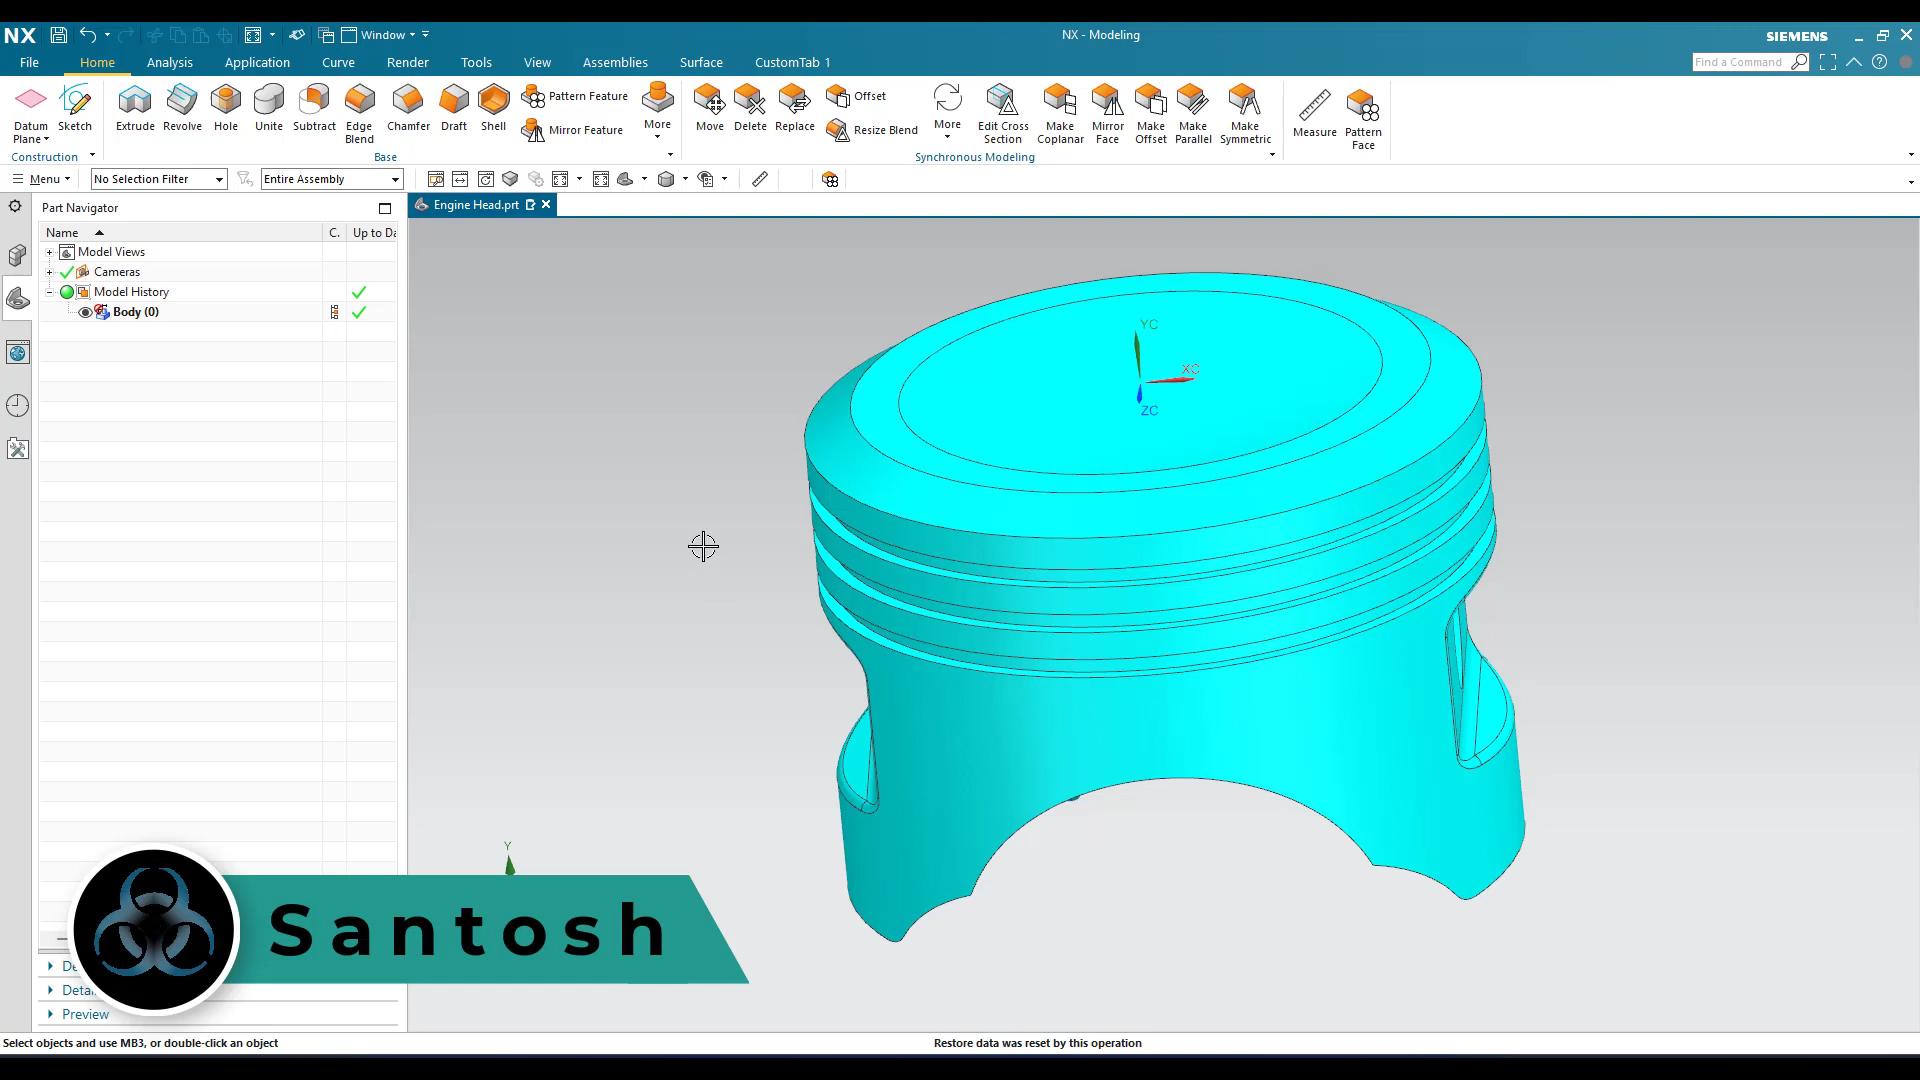 NX
Window
NX - Modeling
SIEMENS
File
Home
Analysis
Application
Curve
Render
Tools
View
Assemblies
Surface
CustomTab 1
Find a Command
Datum Plane
Sketch
Extrude
Revolve
Hole
Unite
Subtract
Edge Blend
Chamfer
Draft
Shell
Pattern Feature
Mirror Feature
More
Move
Delete
Replace
Offset
Resize Blend
More
Edit Cross Section
Make Coplanar
Mirror Face
Make Offset
Make Parallel
Make Symmetric
Measure
Pattern Face
Construction
Base
Synchronous Modeling
Menu
No Selection Filter
Entire Assembly
Part Navigator
Engine Head.prt
Name
C.
Up to Da
Model Views
Cameras
Model History
Body (0)
YC
XC
ZC
Y
Santosh
De
Detai
Preview
Select objects and use MB3, or double-click an object
Restore data was reset by this operation